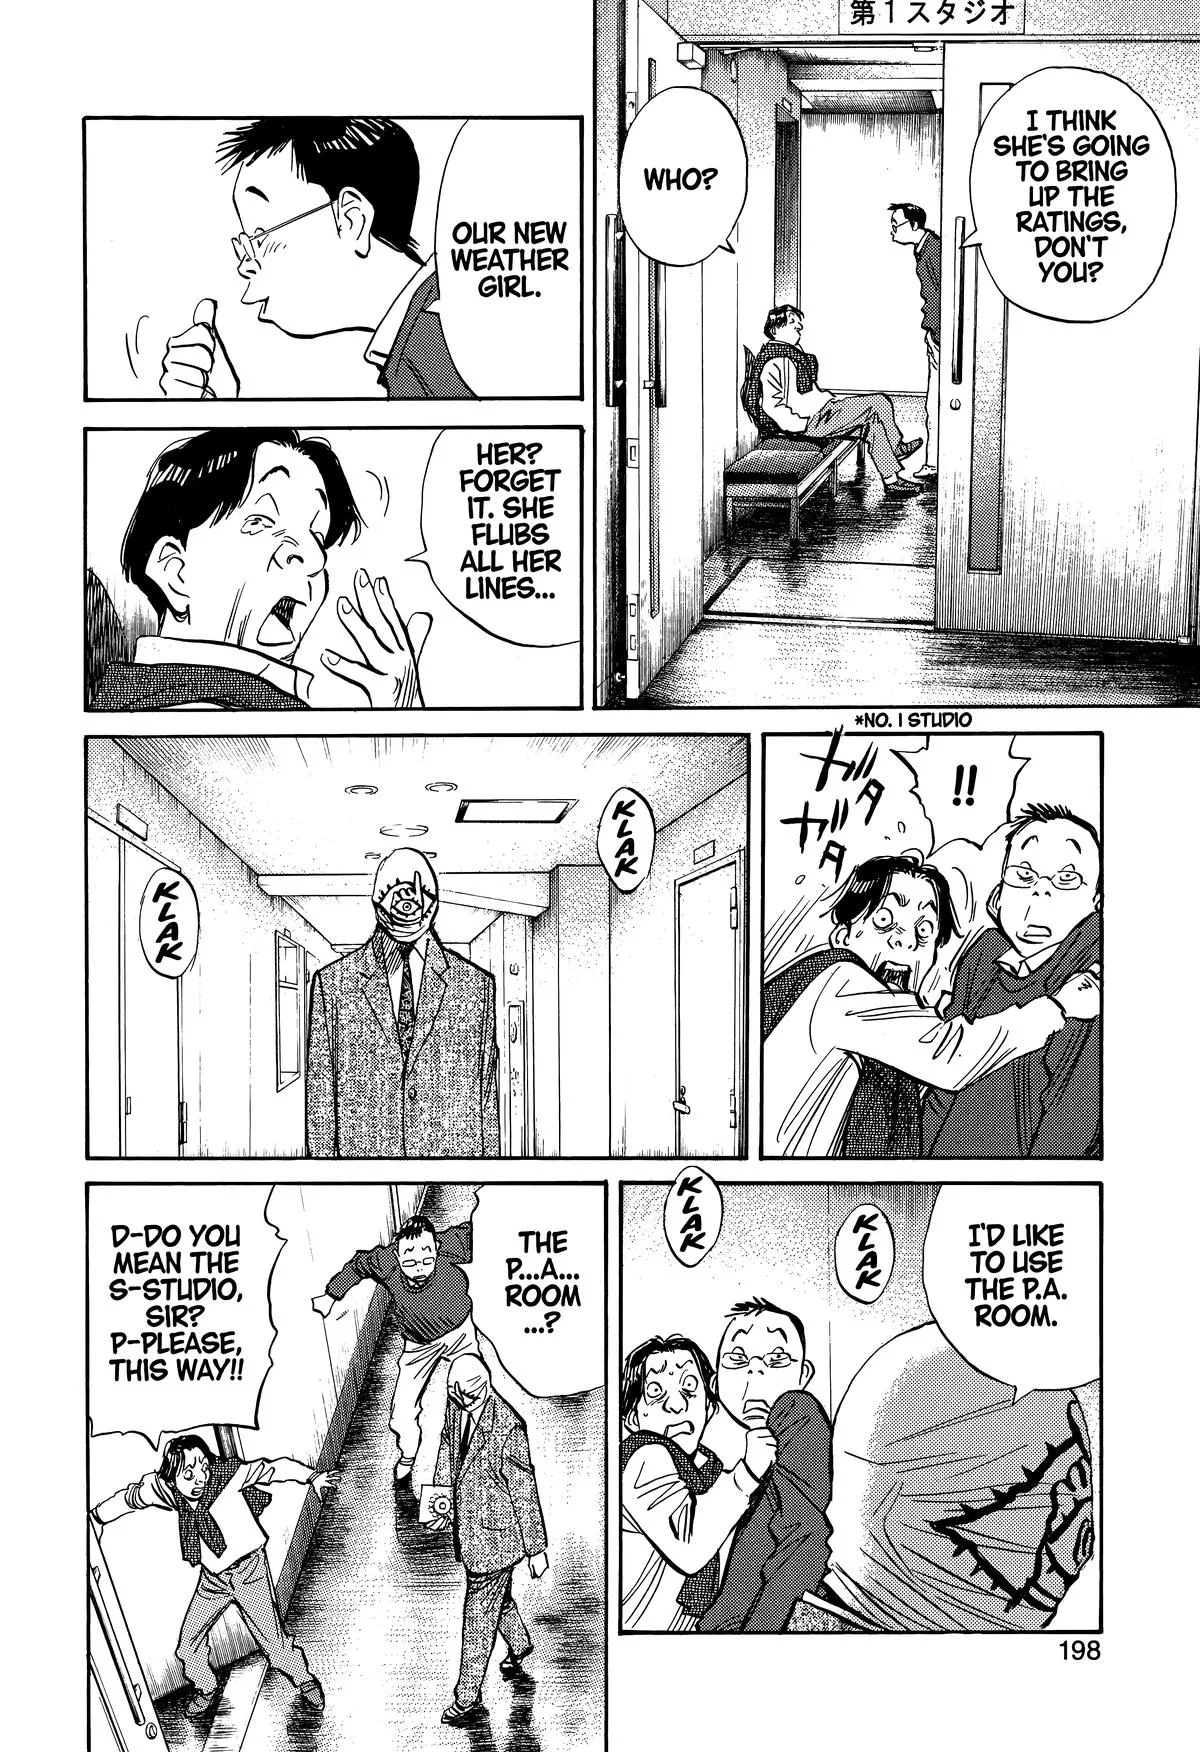 第1スタジオ
I THINK
SHE'S GOING
TO BRING
UP THE
RATINGS,
DON'T
YOU?
WHO?
*NO. 1 STUDIO
OUR NEW
WEATHER
GIRL.
HER?
FORGET
IT. SHE
FLUBS
ALL HER
LINES...
!!
ガタ
ガタ
KLAK
KLAK
I'D LIKE
TO USE
THE P.A.
ROOM.
KLAK
KLAK
THE
P...A...
ROOM
...?
D-DO YOU
MEAN THE
S-STUDIO,
SIR?
P-PLEASE,
THIS WAY!!
198